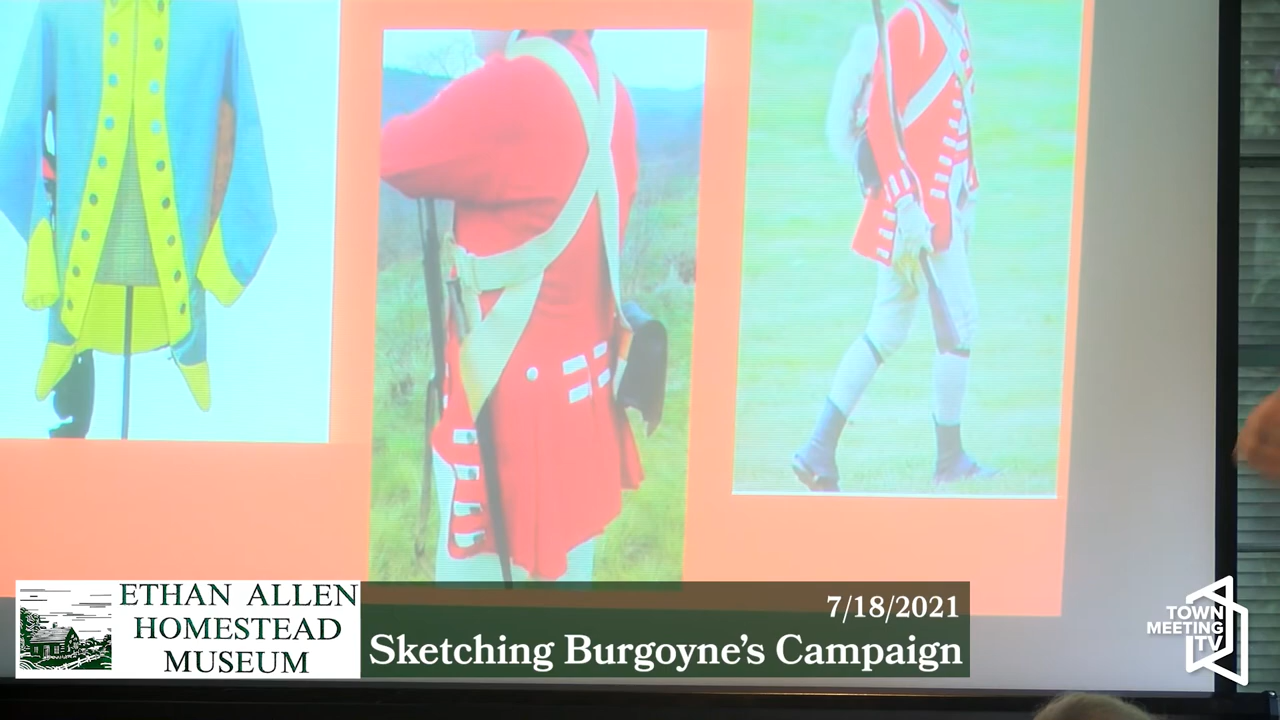 ETHAN ALLEN
HOMESTEAD
MUSEUM
7/18/2021
Sketching Burgoyne's Campaign
TOWN
MEETING
TV